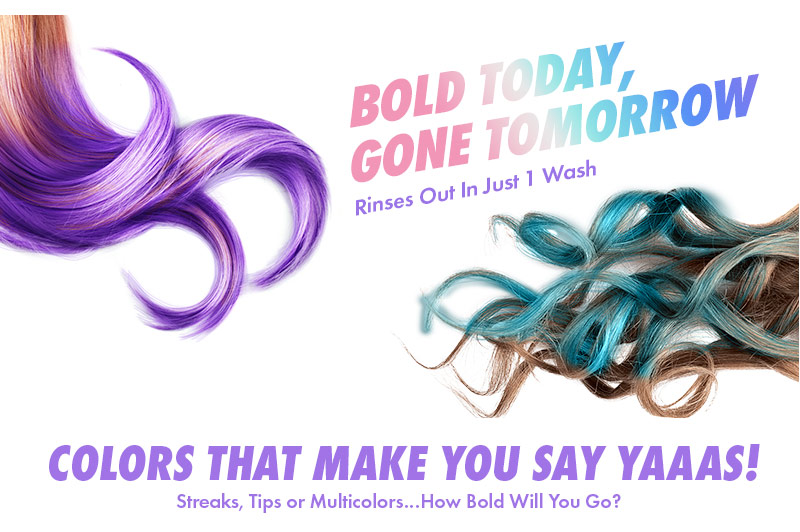 BOLD TODAY,
GONE TOMORROW
Rinses Out In Just 1 Wash
COLORS THAT MAKE YOU SAY YAAAS!
Streaks, Tips or Multicolors...How Bold Will You Go?